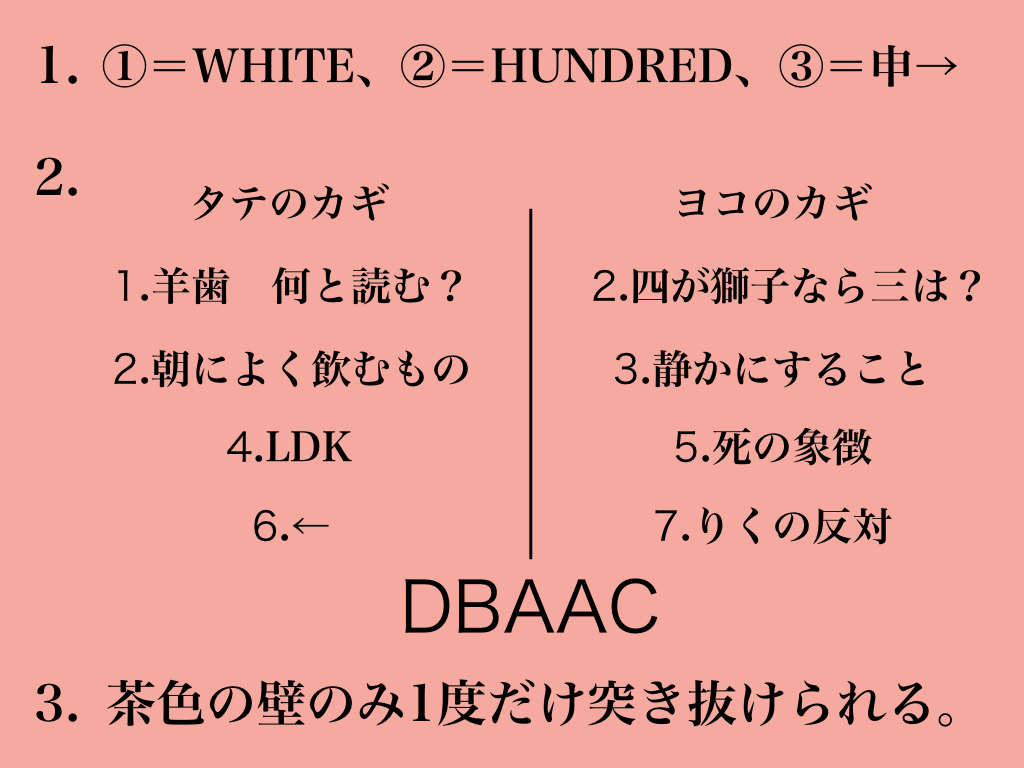 1. ①=WHITE、②=HUNDRED、③=申→
2.
タテのカギ
1.羊歯　何と読む？
2.朝によく飲むもの
4.LDK
6.←
ヨコのカギ
2.四が獅子なら三は？
3.静かにすること
5.死の象徴
7.りくの反対
DBAAC
3. 茶色の壁のみ1度だけ突き抜けられる。